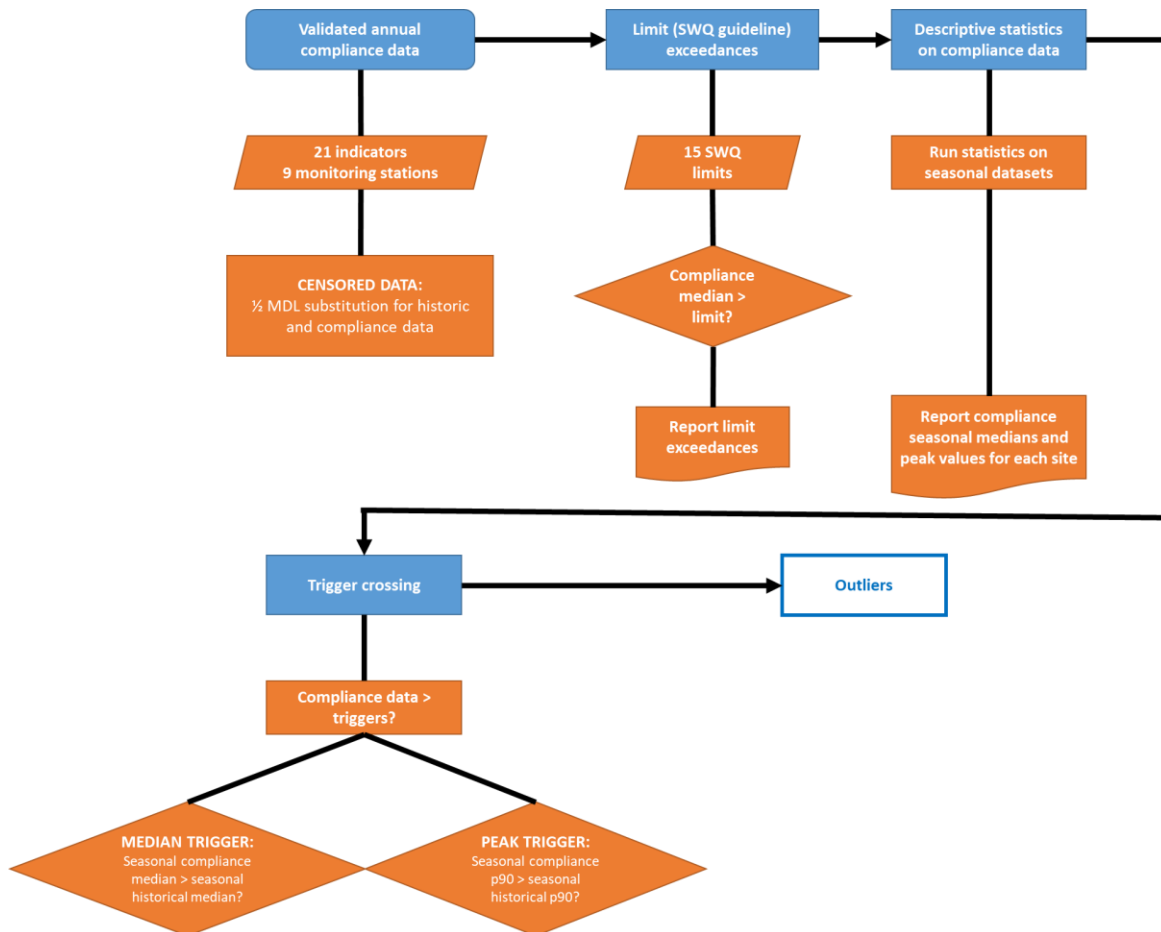 Validated annual
compliance data
Limit (SWQ guideline)
exceedances
Descriptive statistics
on compliance data
21 indicators
9 monitoring stations
15 SWQ
limits
Run statistics on
seasonal datasets
CENSORED DATA:
½ MDL substitution for historic
and compliance data
Compliance
median >
limit?
Report limit
exceedances
Report compliance
seasonal medians and
peak values for each site
Trigger crossing
Outliers
Compliance data >
triggers?
MEDIAN TRIGGER:
Seasonal compliance
median > seasonal
historical median?
PEAK TRIGGER:
Seasonal compliance
p90 > seasonal
historical p90?